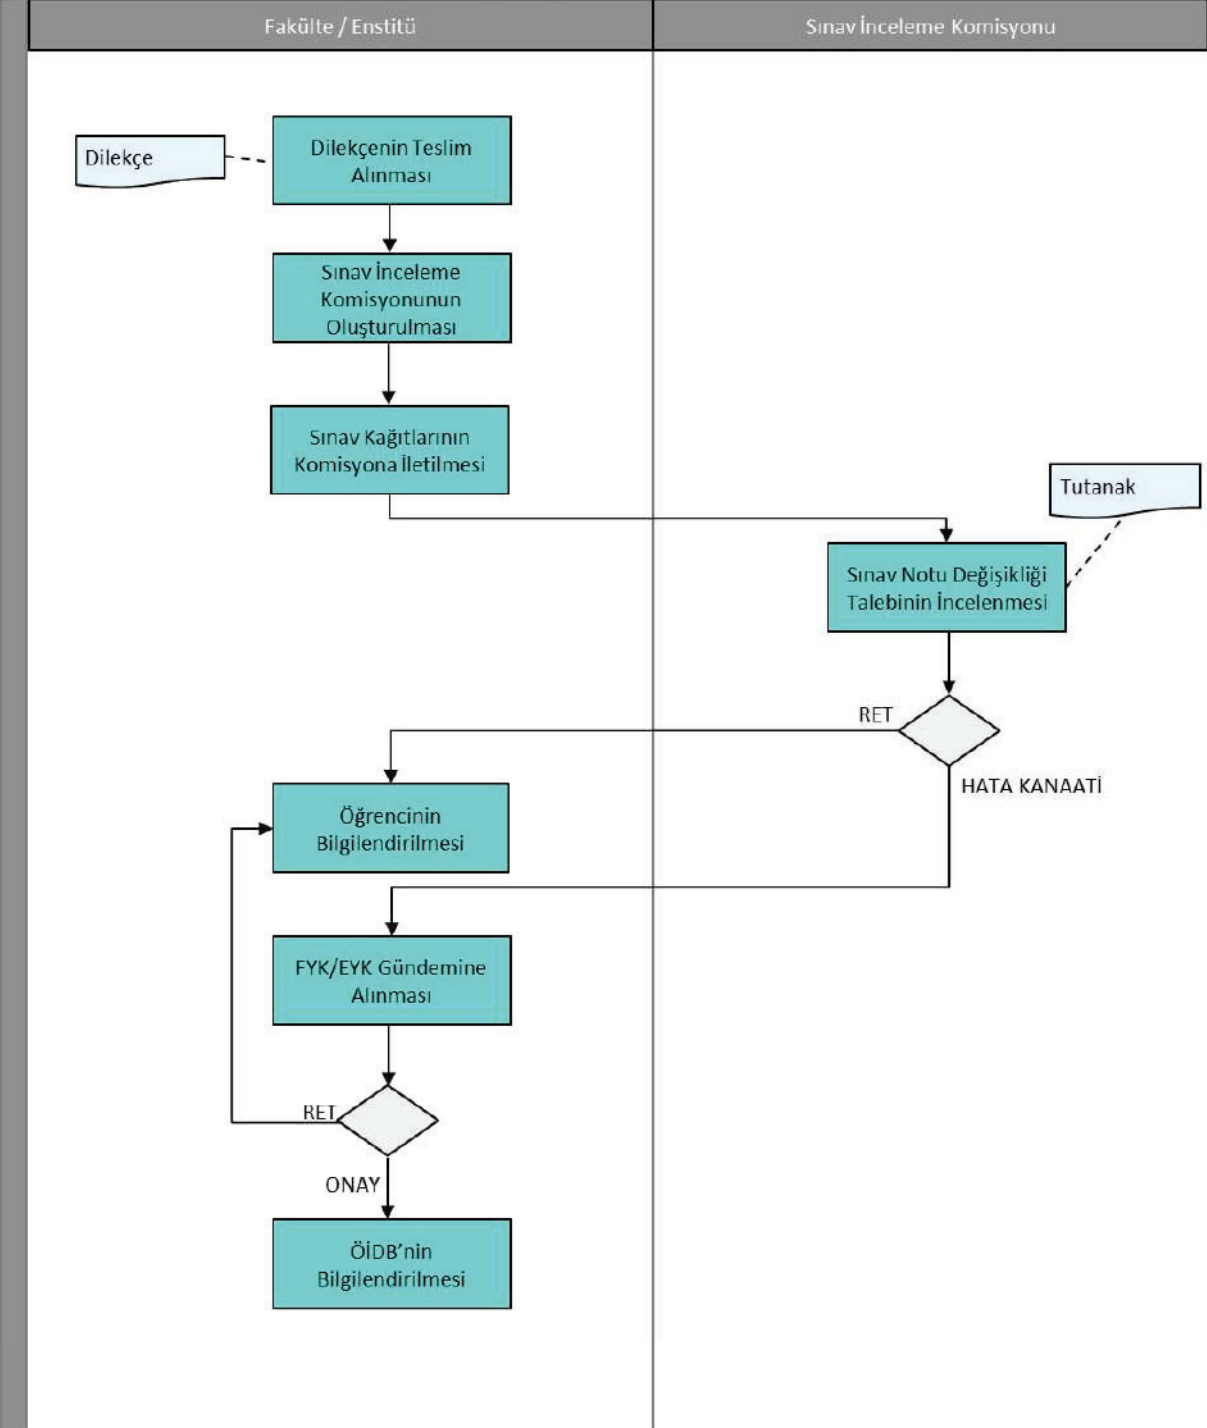 Fakülte / Enstitü
Sınav İnceleme Komisyonu
Dilekçe
Dilekçenin Teslim
Alınması
Sınav İnceleme
Komisyonunun
Oluşturulması
Sınav Kağıtlarının
Komisyona İletilmesi
Tutanak
Sınav Notu Değişikliği
Talebinin İncelenmesi
RET
HATA KANAATİ
Öğrencinin
Bilgilendirilmesi
FYK/EYK Gündemine
Alınması
RET
ONAY
ÖİDB’nin
Bilgilendirilmesi